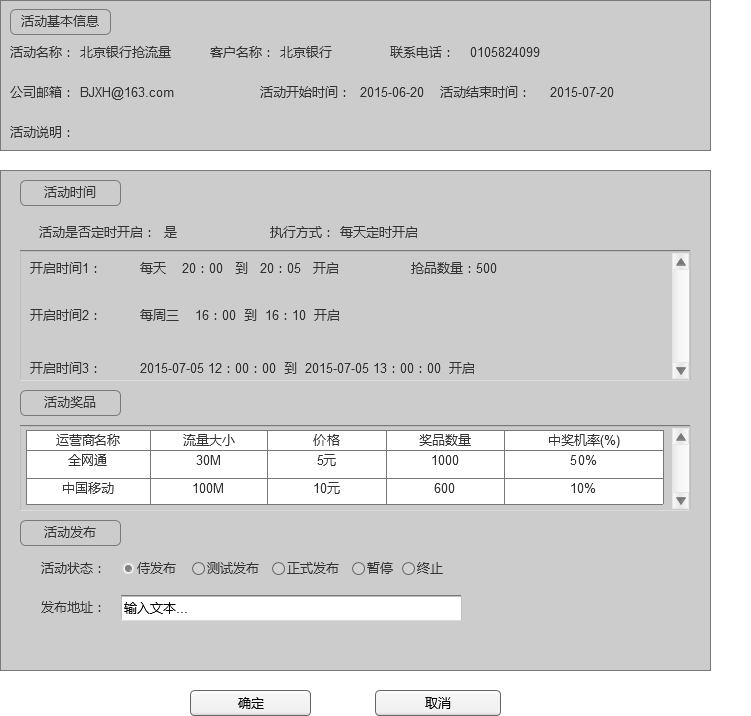 活动基本信息
活动名称： 北京银行抢流量 客户名称： 北京银行 联系电话： 0105824099
公司邮箱： BJXH@163.com 活动开始时间： 2015-06-20 活动结束时间： 2015-07-20
活动说明：
活动时间
活动是否定时开启： 是 执行方式： 每天定时开启
开启时间1： 每天 20：00 到 20：05 开启 抢品数量：500
开启时间2： 每周三 16：00 到 16：10 开启
开启时间3： 2015-07-05 12：00：00 到 2015-07-05 13：00：00 开启
活动奖品
运营商名称 流量大小 价格 奖品数量 中奖机率(%)
全网通 30M 5元 1000 50%
中国移动 100M 10元 600 10%
活动发布
活动状态： 待发布 测试发布 正式发布 暂停 终止
发布地址： 输入文本...
确定 取消